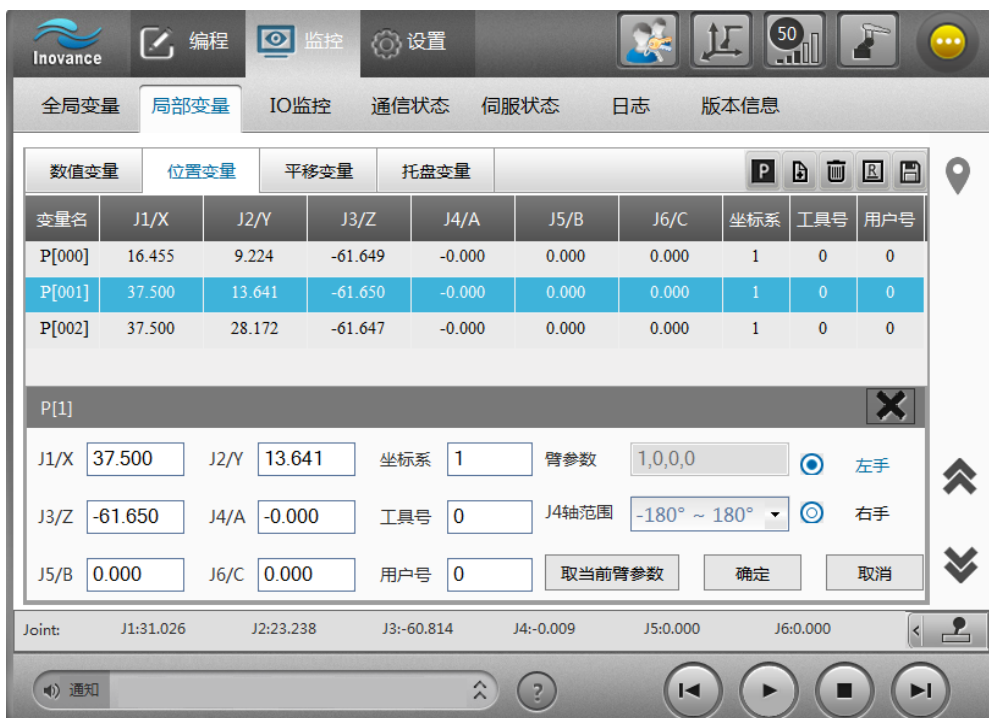 Inovance 编程 监控 设置 50
全局变量 局部变量 IO监控 通信状态 伺服状态 日志 版本信息
数值变量 位置变量 平移变量 托盘变量 P R
变量名 J1/X J2/Y J3/Z J4/A J5/B J6/C 坐标系 工具号 用户号
P[000] 16.455 9.224 -61.649 -0.000 0.000 0.000 1 0 0
P[001] 37.500 13.641 -61.650 -0.000 0.000 0.000 1 0 0
P[002] 37.500 28.172 -61.647 -0.000 0.000 0.000 1 0 0
P[1]
J1/X 37.500 J2/Y 13.641 坐标系 1 臂参数 1,0,0,0 左手
J3/Z -61.650 J4/A -0.000 工具号 0 J4轴范围 -180° ~ 180° 右手
J5/B 0.000 J6/C 0.000 用户号 0 取当前臂参数 确定 取消
Joint: J1:31.026 J2:23.238 J3:-60.814 J4:-0.009 J5:0.000 J6:0.000 <
通知 ?